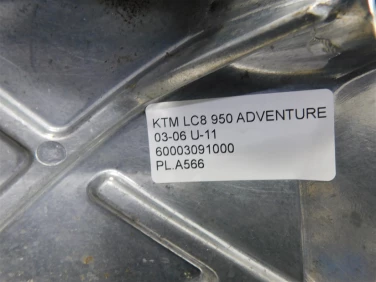 KTM LC8 950 ADVENTURE
03-06 U-11
60003091000
PL.A566